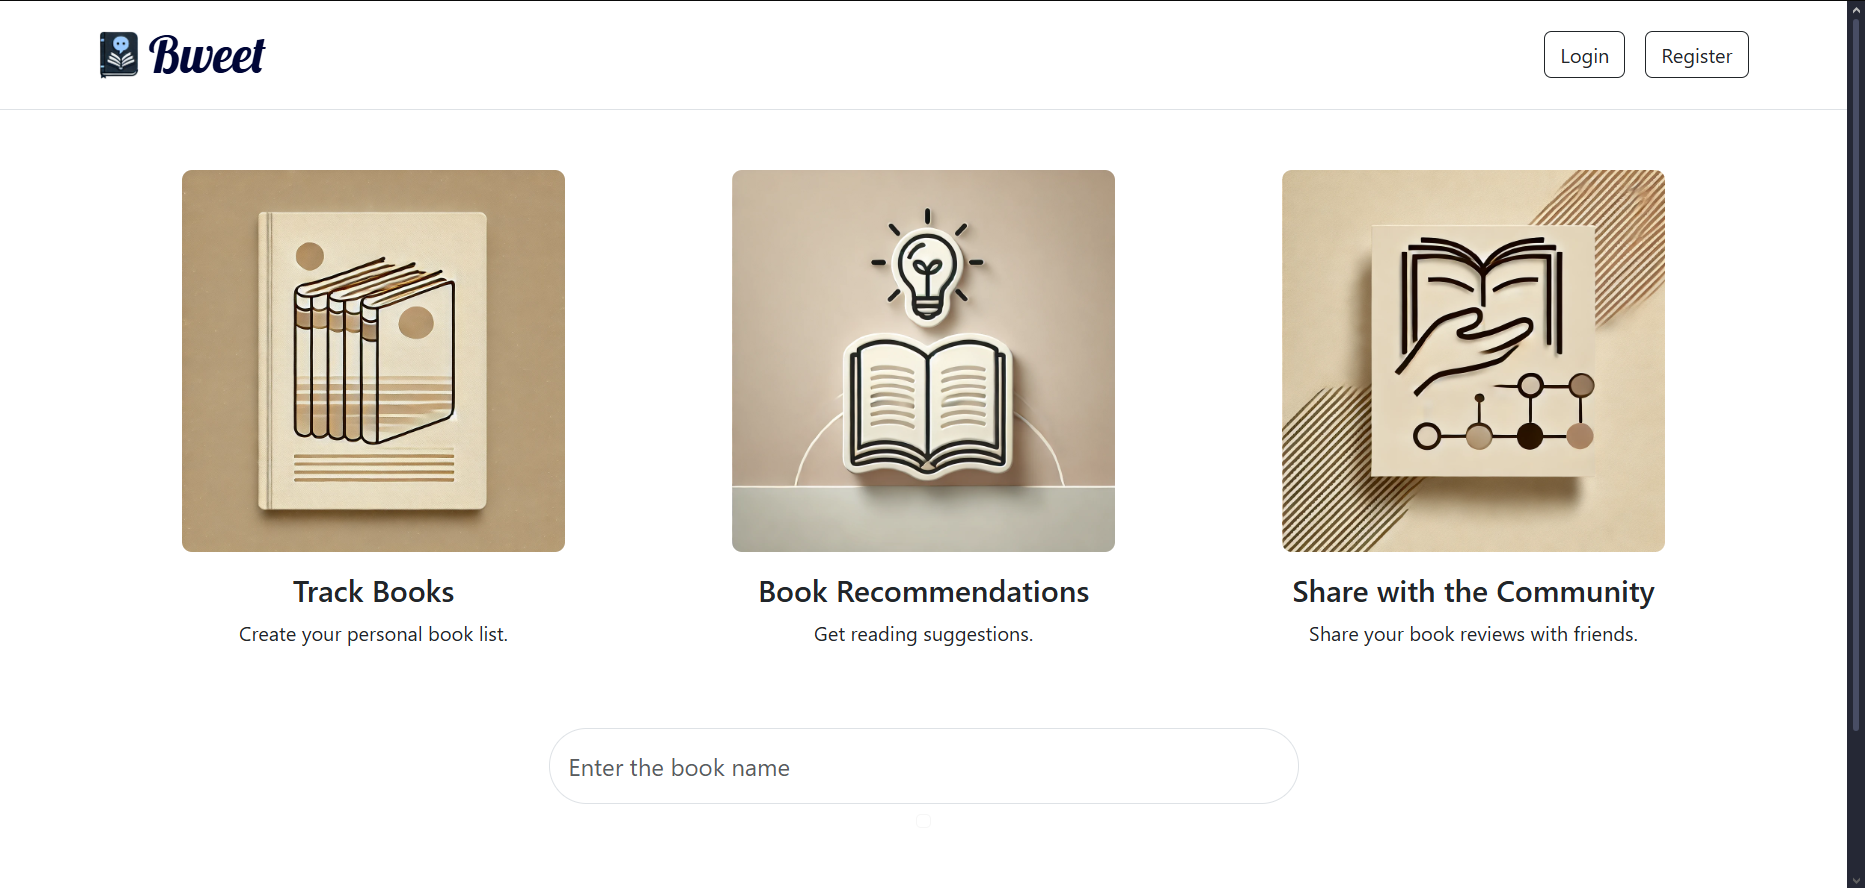 Bweet
Login
Register
Track Books
Create your personal book list.
Book Recommendations
Get reading suggestions.
Share with the Community
Share your book reviews with friends.
Enter the book name